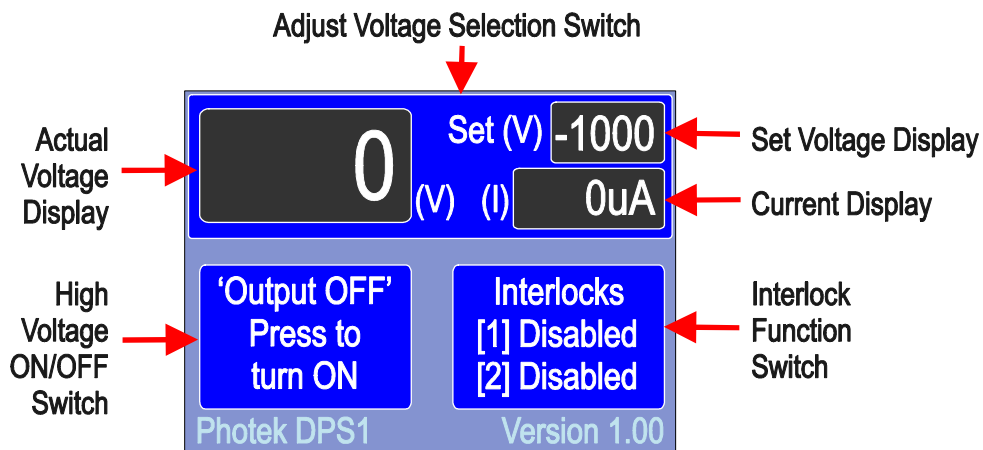 Adjust Voltage Selection Switch
Actual
Voltage
Display
0
(V)
Set (V)
-1000
(I)
0uA
Set Voltage Display
Current Display
High
Voltage
ON/OFF
Switch
‘Output OFF’
Press to
turn ON
Interlocks
[1] Disabled
[2] Disabled
Interlock
Function
Switch
Photek DPS1
Version 1.00